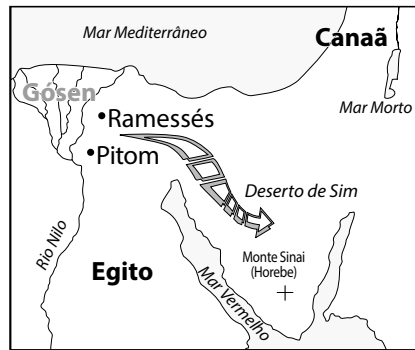 Mar Mediterrâneo
Canaã
Gósen
Mar Morto
•Ramessés
•Pitom
Deserto de Sim
Rio Nilo
Egito
Monte Sinai
(Horebe)
Mar Vermelho